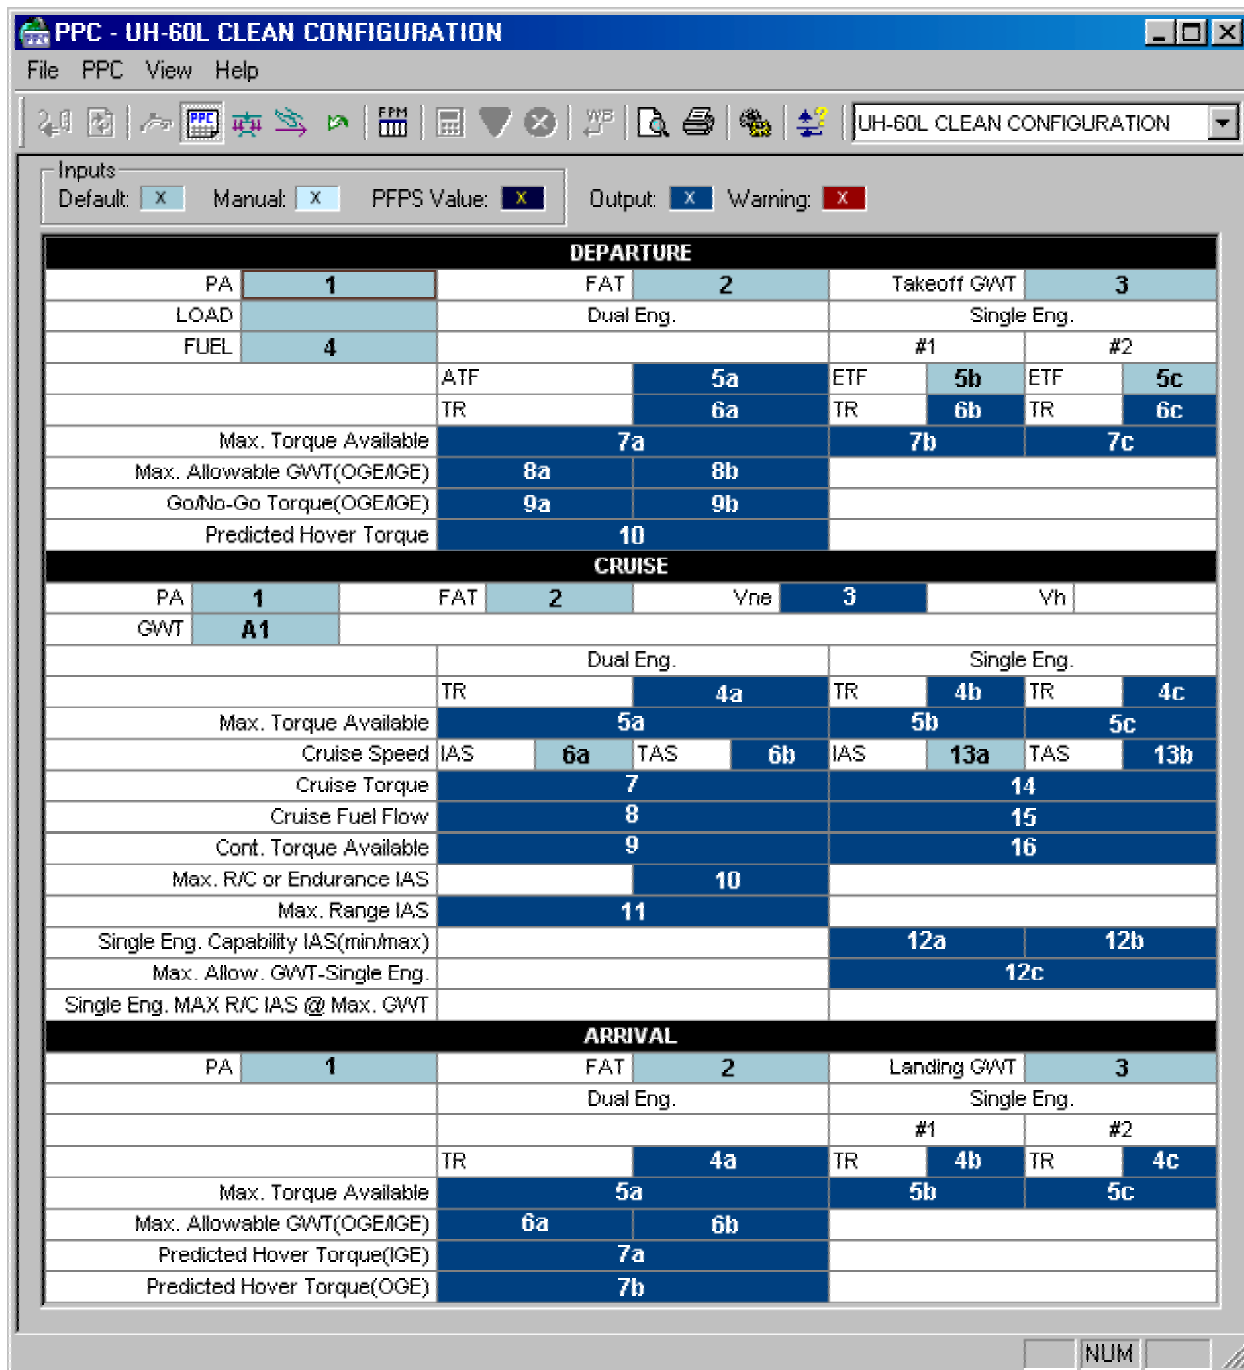 PPC - UH-60L CLEAN CONFIGURATION
File PPC View Help
PPC FPM WB UH-60L CLEAN CONFIGURATION
Inputs
Default: X Manual: X PFPS Value: X Output: X Warning: X
DEPARTURE
PA 1 FAT 2 Takeoff GWT 3
LOAD Dual Eng. Single Eng.
FUEL 4 #1 #2
ATF 5a ETF 5b ETF 5c
TR 6a TR 6b TR 6c
Max. Torque Available 7a 7b 7c
Max. Allowable GWT(OGE/IGE) 8a 8b
Go/No-Go Torque(OGE/IGE) 9a 9b
Predicted Hover Torque 10
CRUISE
PA 1 FAT 2 Vne 3 Vh
GWT A1
Dual Eng. Single Eng.
TR 4a TR 4b TR 4c
Max. Torque Available 5a 5b 5c
Cruise Speed IAS 6a TAS 6b IAS 13a TAS 13b
Cruise Torque 7 14
Cruise Fuel Flow 8 15
Cont. Torque Available 9 16
Max. R/C or Endurance IAS 10
Max. Range IAS 11
Single Eng. Capability IAS(min/max) 12a 12b
Max. Allow. GWT-Single Eng. 12c
Single Eng. MAX R/C IAS @ Max. GWT
ARRIVAL
PA 1 FAT 2 Landing GWT 3
Dual Eng. Single Eng.
#1 #2
TR 4a TR 4b TR 4c
Max. Torque Available 5a 5b 5c
Max. Allowable GWT(OGE/IGE) 6a 6b
Predicted Hover Torque(IGE) 7a
Predicted Hover Torque(OGE) 7b
NUM